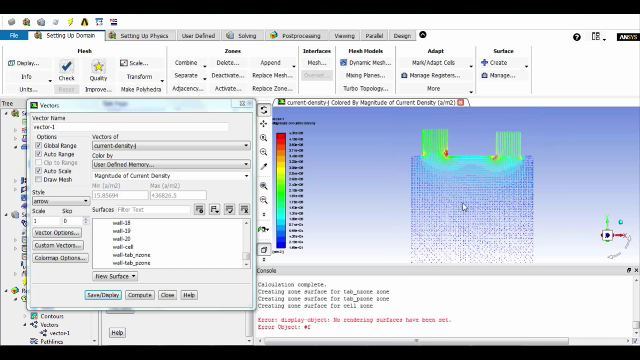 ANSYS
File
Setting Up Domain
Setting Up Physics
User Defined
Solving
Postprocessing
Viewing
Parallel
Design
Mesh
Zones
Interfaces
Mesh Models
Adapt
Surface
Display...
Info
Units...
Check
Quality
Improve...
Scale...
Transform
Combine
Separate
Adjacency...
Delete...
Deactivate...
Activate...
Append
Replace Mesh...
Replace Zone...
Mesh...
Overset...
Dynamic Mesh...
Mixing Planes...
Turbo Topology...
Mark/Adapt Cells
Manage Registers...
More
Create
Manage...
Tree
Vectors
Vector Name
vector-1
Options
Global Range
Auto Range
Clip to Range
Auto Scale
Draw Mesh
Style
arrow
Scale
Skip
1
0
Vector Options...
Custom Vectors...
Colormap Options...
Vectors of
current-density-j
Color by
User Defined Memory...
Magnitude of Current Density
Min (a/m2)
Max (a/m2)
15.85694
436826.5
Surfaces
Filter Text
wall-18
wall-19
wall-20
wall-cell
wall-tab_nzone
wall-tab_pzone
New Surface
Save/Display
Compute
Close
Help
Help
Contours
Vectors
vector-1
Pathlines
current-density-j Colored By Magnitude of Current Density (a/m2)
Console
Calculation complete.
Creating zone surface for tab_nzone zone
Creating zone surface for tab_pzone zone
Creating zone surface for cell zone
Error: display-object: No rendering surfaces have been set.
Error Object: #f